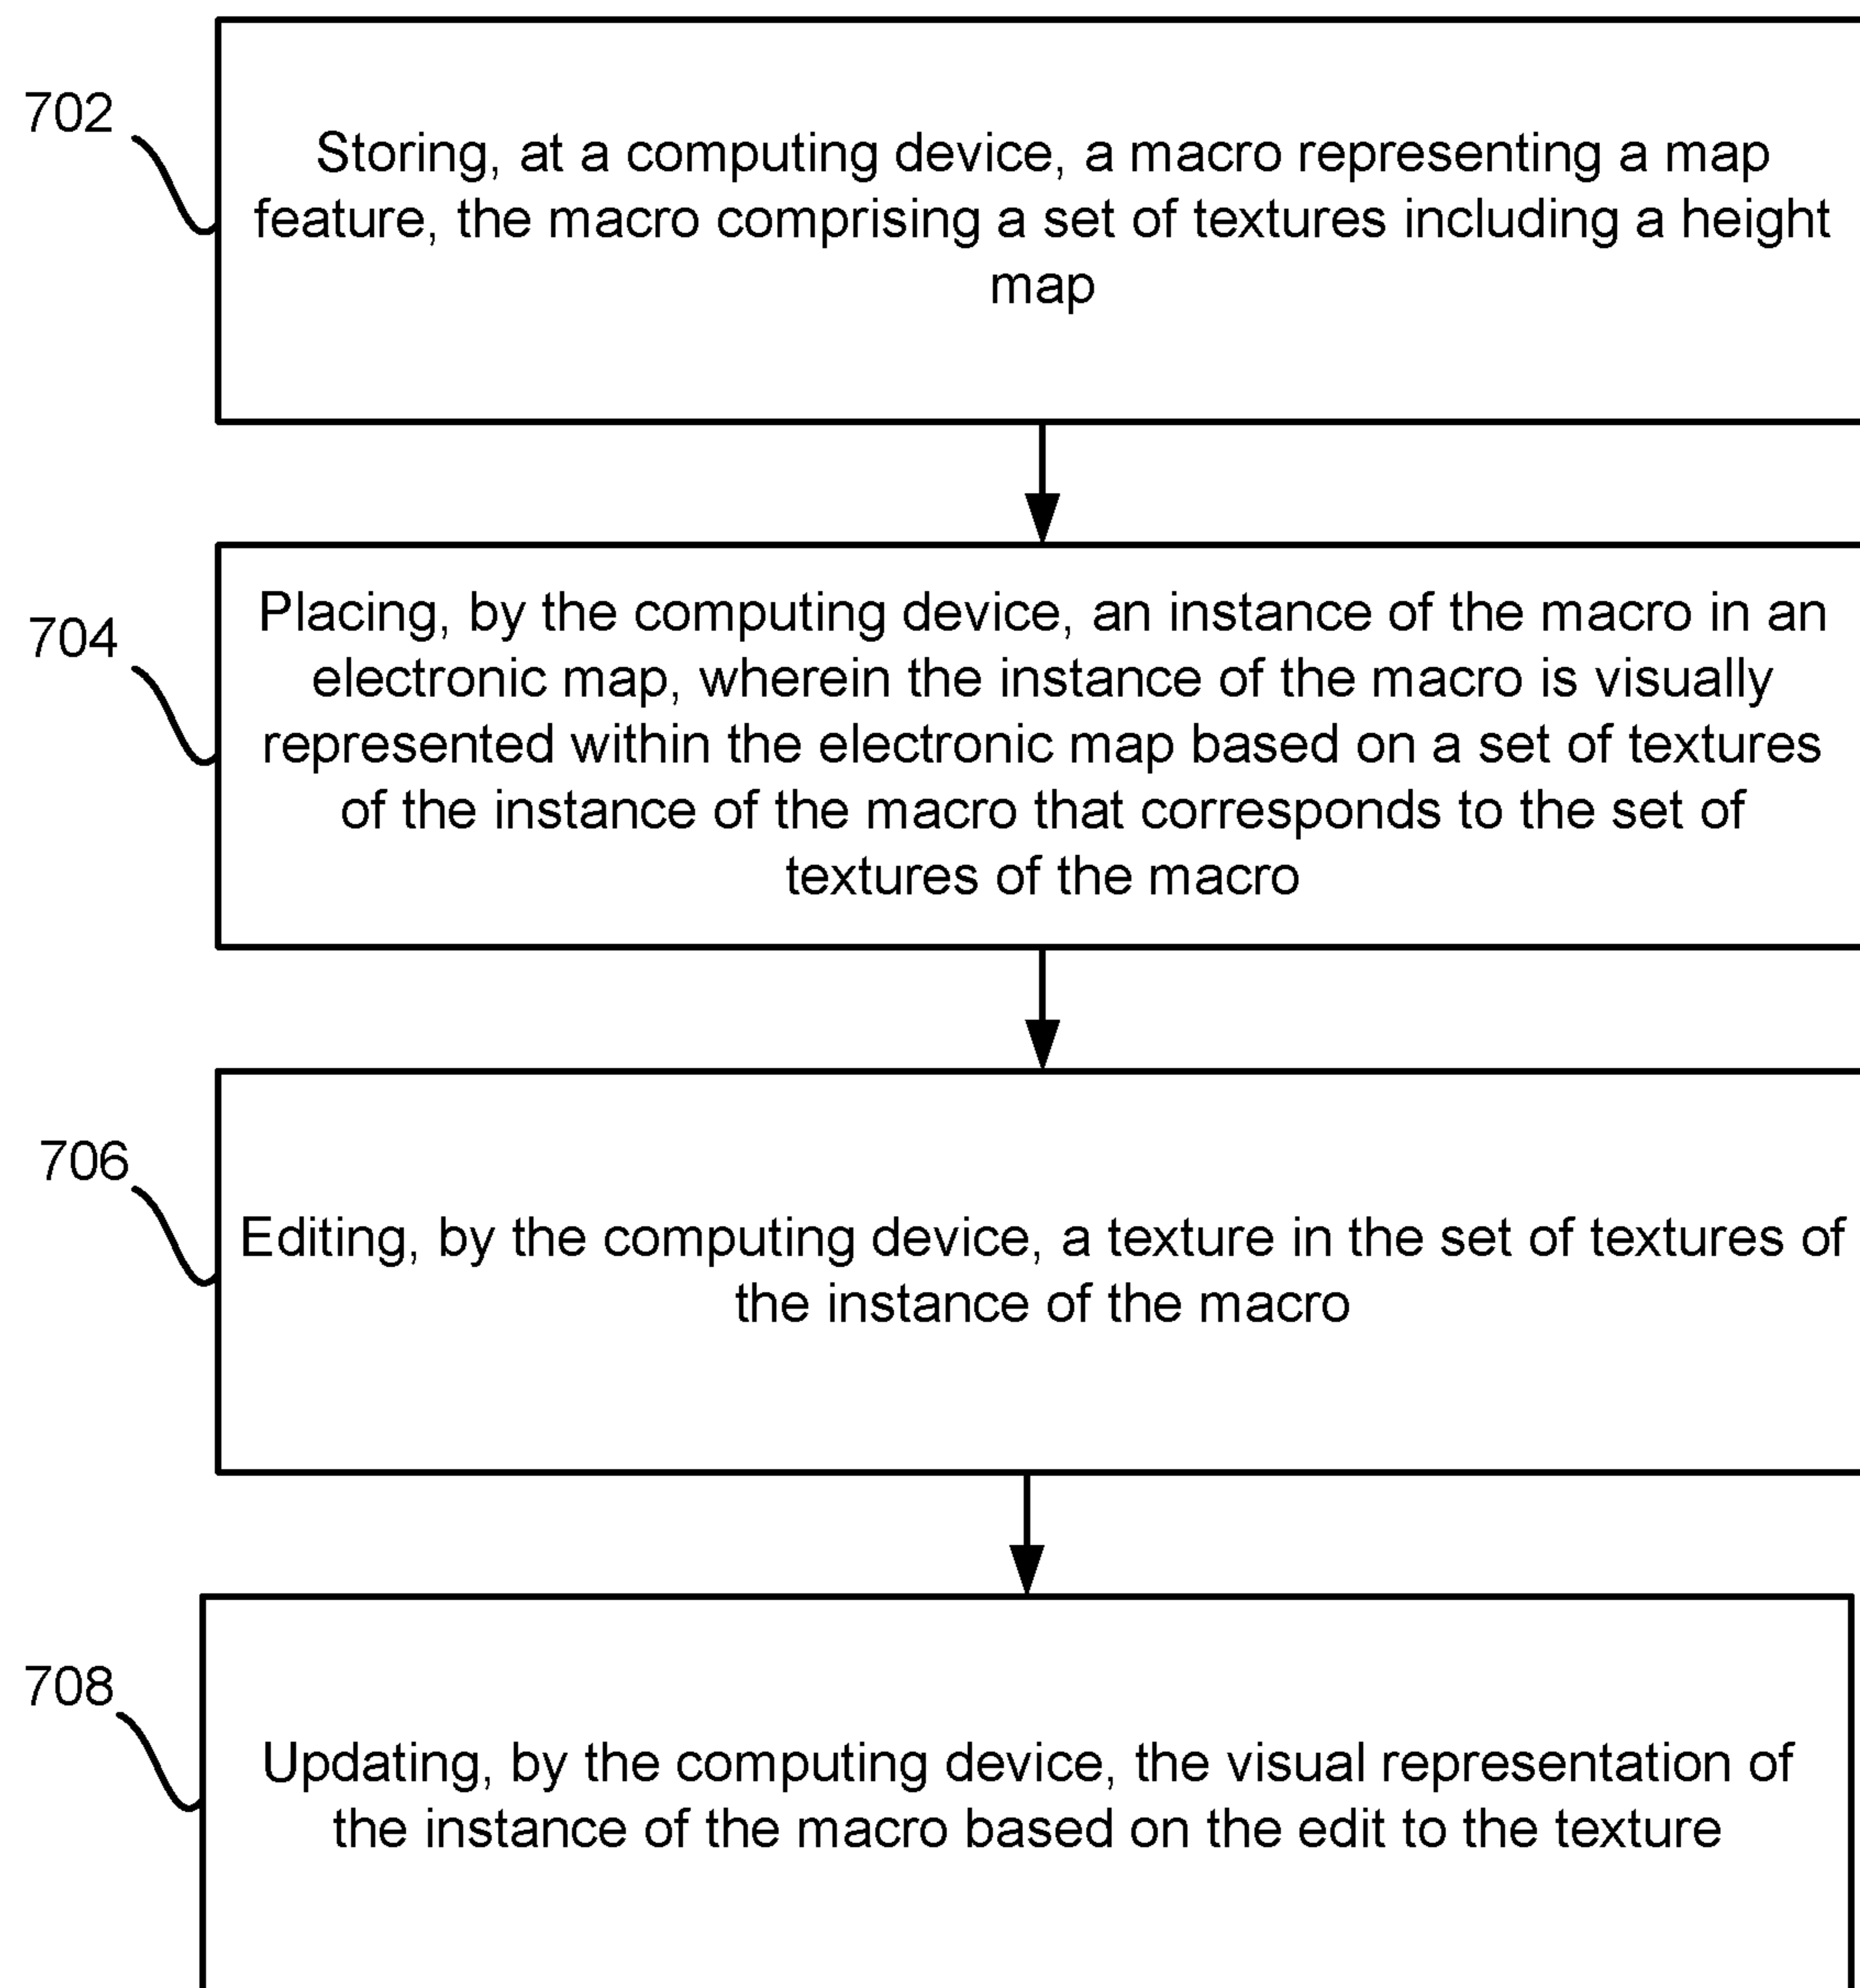 702
Storing, at a computing device, a macro representing a map
feature, the macro comprising a set of textures including a height
map
704
Placing, by the computing device, an instance of the macro in an
electronic map, wherein the instance of the macro is visually
represented within the electronic map based on a set of textures
of the instance of the macro that corresponds to the set of
textures of the macro
706
Editing, by the computing device, a texture in the set of textures of
the instance of the macro
708
Updating, by the computing device, the visual representation of
the instance of the macro based on the edit to the texture